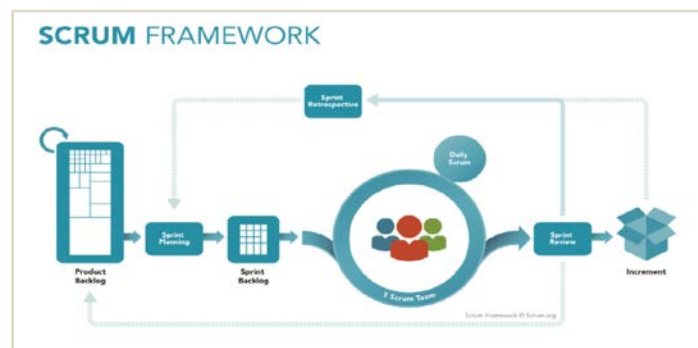 SCRUM FRAMEWORK
Sprint
Retrospective
Daily
Scrum
Sprint
Planning
Sprint
Review
Product
Backlog
Sprint
Backlog
Increment
1 Scrum Team
Scrum Framework © Scrum.org